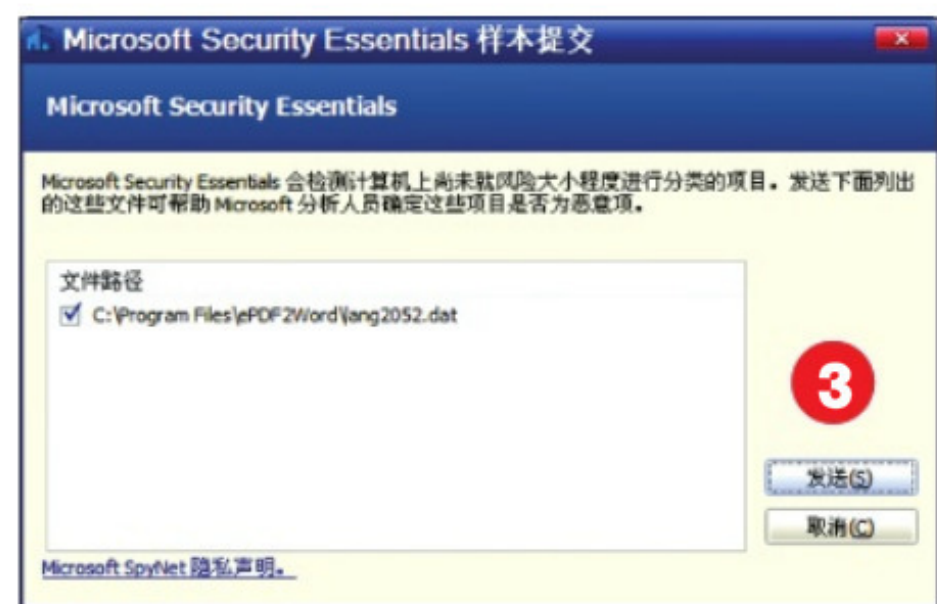 Microsoft Security Essentials 样本提交
Microsoft Security Essentials
Microsoft Security Essentials 会检测计算机上尚未就风险大小程度进行分类的项目。发送下面列出
的这些文件可帮助 Microsoft 分析人员确定这些项目是否为恶意项。
文件路径
C:\Program Files\ePDF2Word\lang2052.dat
3
发送(S)
取消(C)
Microsoft SpyNet 隐私声明。